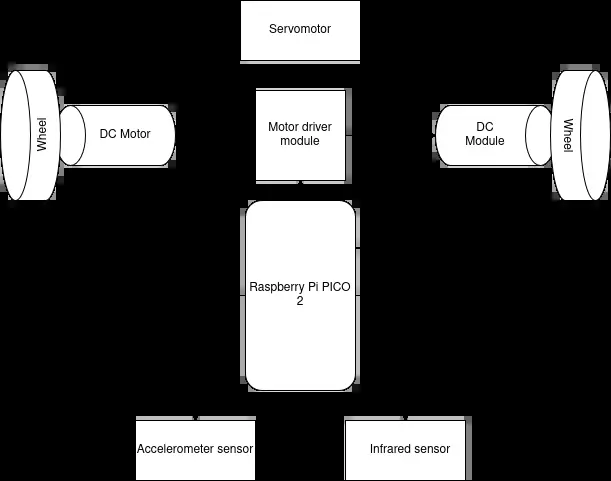 Servomotor
Wheel
DC Motor
Motor driver
module
DC
Module
Wheel
Raspberry Pi PICO
2
Accelerometer sensor
Infrared sensor